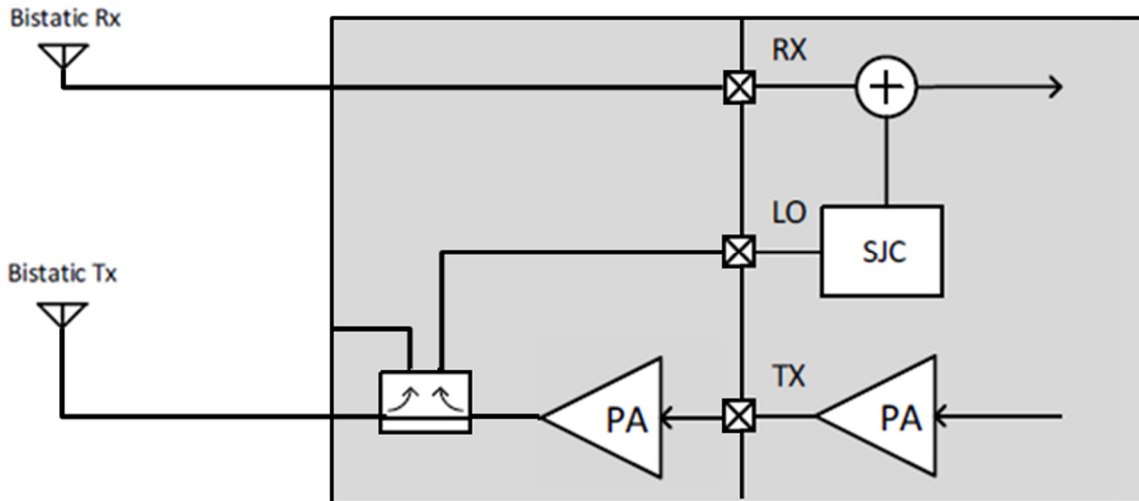 Bistatic Rx
RX
LO
SJC
Bistatic Tx
TX
PA
PA